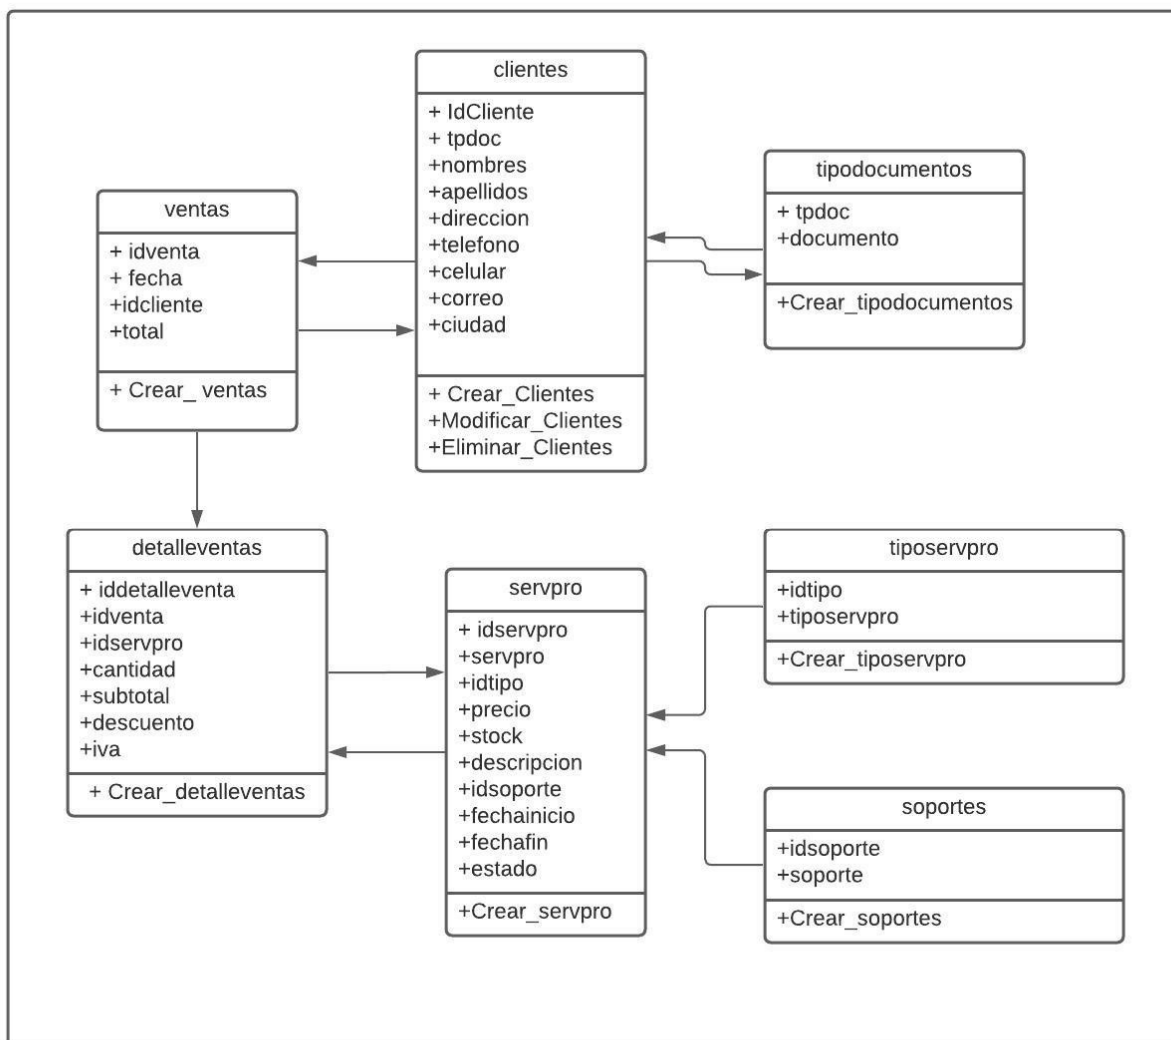 clientes
+ IdCliente
+ tpdoc
+nombres
+apellidos
+direccion
+telefono
+celular
+correo
+ciudad
+ Crear_Clientes
+Modificar_Clientes
+Eliminar_Clientes
tipodocumentos
+ tpdoc
+documento
+Crear_tipodocumentos
ventas
+ idventa
+ fecha
+idcliente
+total
+ Crear_ ventas
detalleventas
+ iddetalleventa
+idventa
+idservpro
+cantidad
+subtotal
+descuento
+iva
+ Crear_detalleventas
servpro
+ idservpro
+servpro
+idtipo
+precio
+stock
+descripcion
+idsoporte
+fechainicio
+fechafin
+estado
+Crear_servpro
tiposervpro
+idtipo
+tiposervpro
+Crear_tiposervpro
soportes
+idsoporte
+soporte
+Crear_soportes